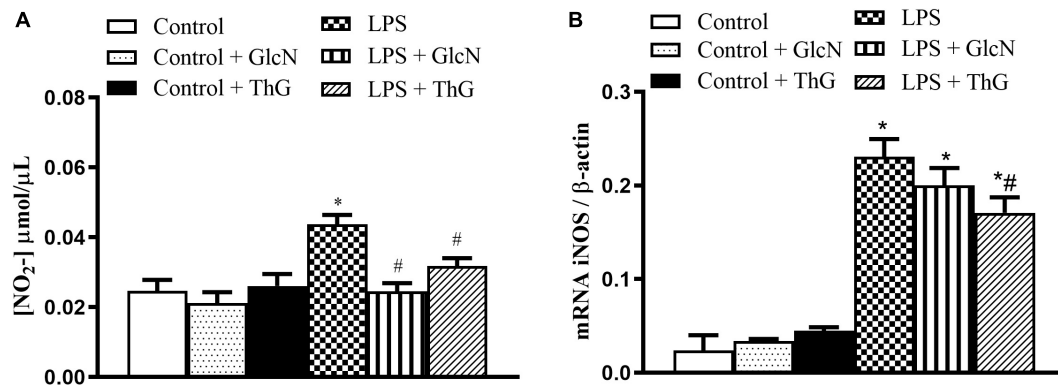 A
Control
Control + GlcN
Control + ThG
LPS
LPS + GlcN
LPS + ThG
[NO₂-] µmol/µL
0.08
0.06
0.04
0.02
0.00
*
#
#
B
Control
Control + GlcN
Control + ThG
LPS
LPS + GlcN
LPS + ThG
mRNA iNOS / β-actin
0.3
0.2
0.1
0.0
*
*
*#